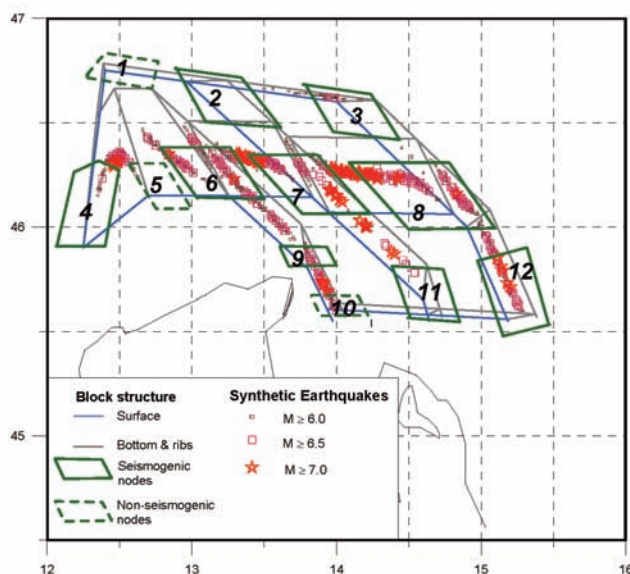 47
1
2
3
4
5
6
7
8
46
9
12
11
10
Block structure
Surface
Bottom & ribs
Seismogenic
nodes
Non-seismogenic
nodes
Synthetic Earthquakes
M ≥ 6.0
M ≥ 6.5
M ≥ 7.0
45
12
13
14
15
16